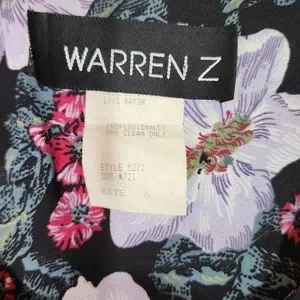 WARREN Z
100% RAYON
PROFESSIONALLY
DRY CLEAN ONLY
STYLE 5271
CUT #721
SIZE